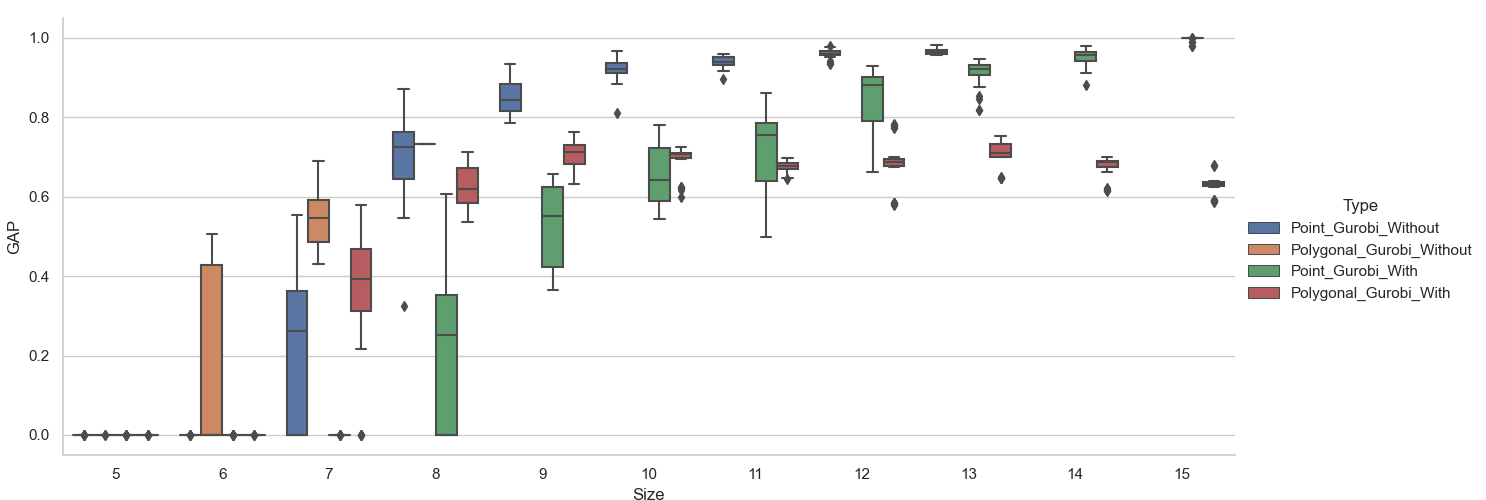 1.0
0.8
0.6
0.4
0.2
0.0
GAP
5 6 7 8 9 10 11 12 13 14 15
Size
Type
Point_Gurobi_Without
Polygonal_Gurobi_Without
Point_Gurobi_With
Polygonal_Gurobi_With